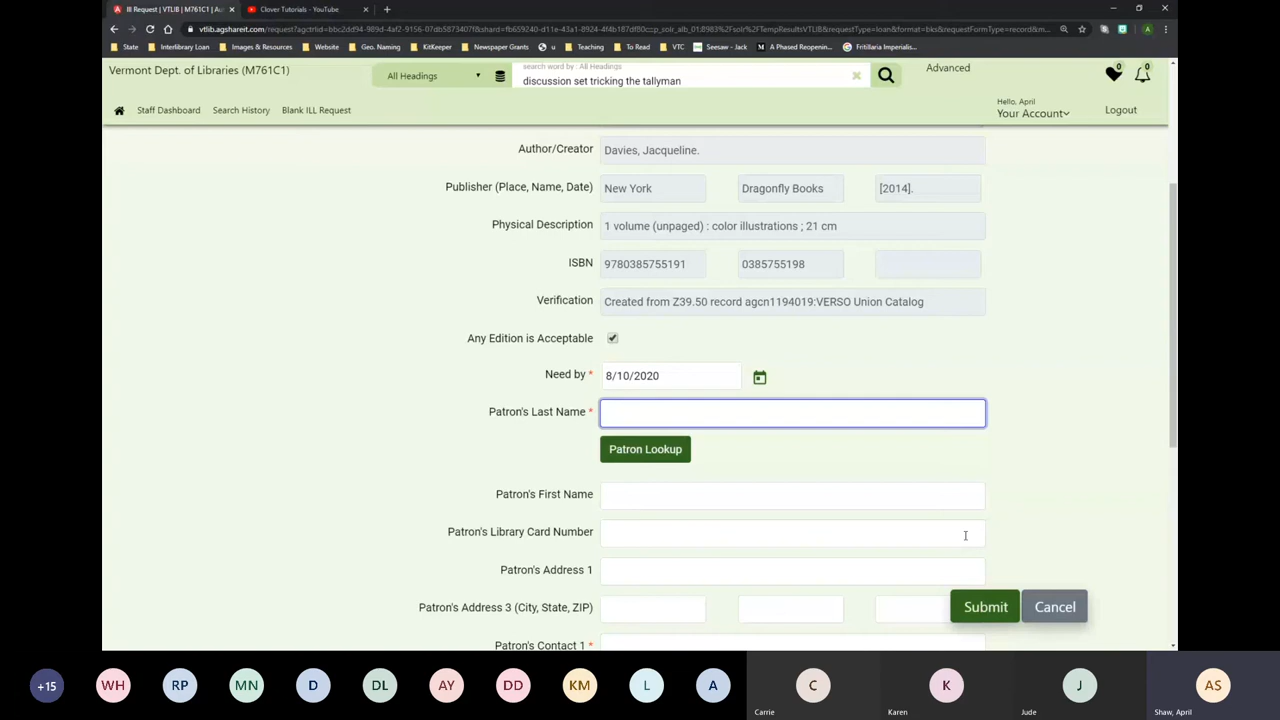 Ill Request | VTLIB | M761C1 | Au
Clover Tutorials - YouTube
State
Interlibrary Loan
Images & Resources
Website
Geo. Naming
KitKeeper
Newspaper Grants
u
Teaching
To Read
VTC
Seesaw - Jack
A Phased Reopenin...
Fritillaria Imperialis...
Vermont Dept. of Libraries (M761C1)
All Headings
search word by : All Headings
discussion set tricking the tallyman
Advanced
0
0
Staff Dashboard
Search History
Blank ILL Request
Hello, April
Your Account
Logout
Author/Creator
Davies, Jacqueline.
Publisher (Place, Name, Date)
New York
Dragonfly Books
[2014].
Physical Description
1 volume (unpaged) : color illustrations ; 21 cm
ISBN
9780385755191
0385755198
Verification
Created from Z39.50 record agcn1194019:VERSO Union Catalog
Any Edition is Acceptable
Need by *
8/10/2020
Patron's Last Name *
Patron Lookup
Patron's First Name
Patron's Library Card Number
Patron's Address 1
Patron's Address 3 (City, State, ZIP)
Submit
Cancel
Patron's Contact 1 *
+15
WH
RP
MN
D
DL
AY
DD
KM
L
A
C
Carrie
K
Karen
J
Jude
AS
Shaw, April